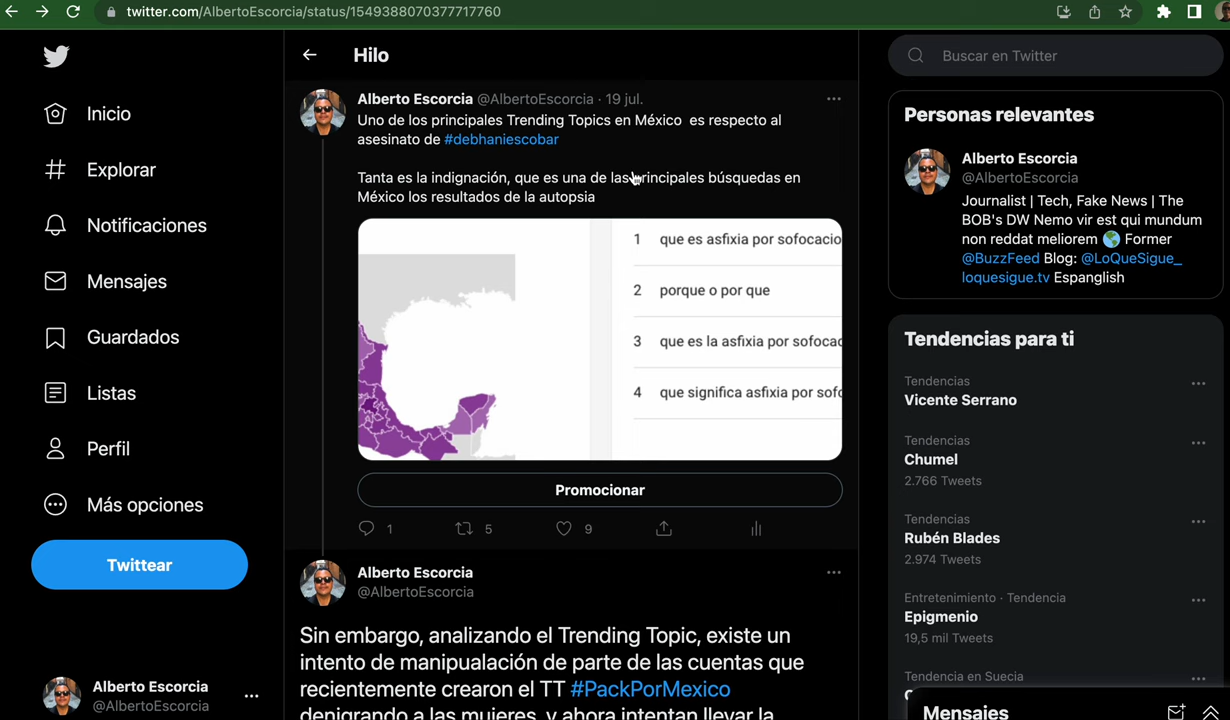 twitter.com/AlbertoEscorcia/status/1549388070377717760
Inicio
Explorar
Notificaciones
Mensajes
Guardados
Listas
Perfil
Más opciones
Twittear
Alberto Escorcia
@AlbertoEscorcia
Hilo
Alberto Escorcia @AlbertoEscorcia · 19 jul.
Uno de los principales Trending Topics en México es respecto al
asesinato de #debhaniescobar
Tanta es la indignación, que es una de las principales búsquedas en
México los resultados de la autopsia
1 que es asfixia por sofocacio
2 porque o por que
3 que es la asfixia por sofocac
4 que significa asfixia por sofo
Promocionar
1 5 9
Alberto Escorcia
@AlbertoEscorcia
Sin embargo, analizando el Trending Topic, existe un
intento de manipualación de parte de las cuentas que
recientemente crearon el TT #PackPorMexico
denigrando a las mujeres, y ahora intentan llevar la
Buscar en Twitter
Personas relevantes
Alberto Escorcia
@AlbertoEscorcia
Journalist | Tech, Fake News | The
BOB's DW Nemo vir est qui mundum
non reddat meliorem 🌎 Former
@BuzzFeed Blog: @LoQueSigue_
loquesigue.tv Espanglish
Tendencias para ti
Tendencias
Vicente Serrano
Tendencias
Chumel
2.766 Tweets
Tendencias
Rubén Blades
2.974 Tweets
Entretenimiento · Tendencia
Epigmenio
19,5 mil Tweets
Tendencia en Suecia
Mensajes